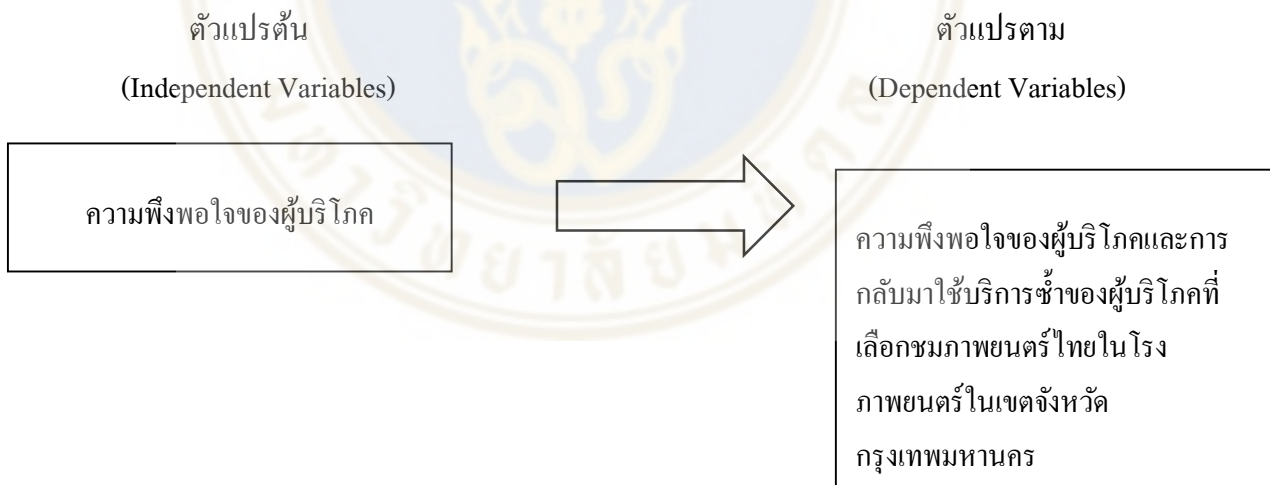 ตัวแปรต้น
(Independent Variables)
ตัวแปรตาม
(Dependent Variables)
ความพึงพอใจของผู้บริโภค
ความพึงพอใจของผู้บริโภคและการ
กลับมาใช้บริการซ้ำของผู้บริโภคที่
เลือกชมภาพยนตร์ไทยในโรง
ภาพยนตร์ในเขตจังหวัด
กรุงเทพมหานคร